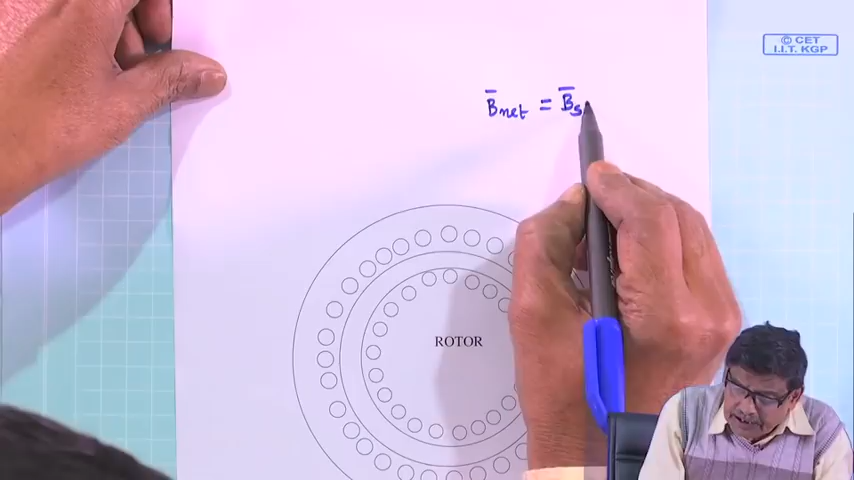 © CET
I.I.T. KGP
B̄net = B̄s
ROTOR